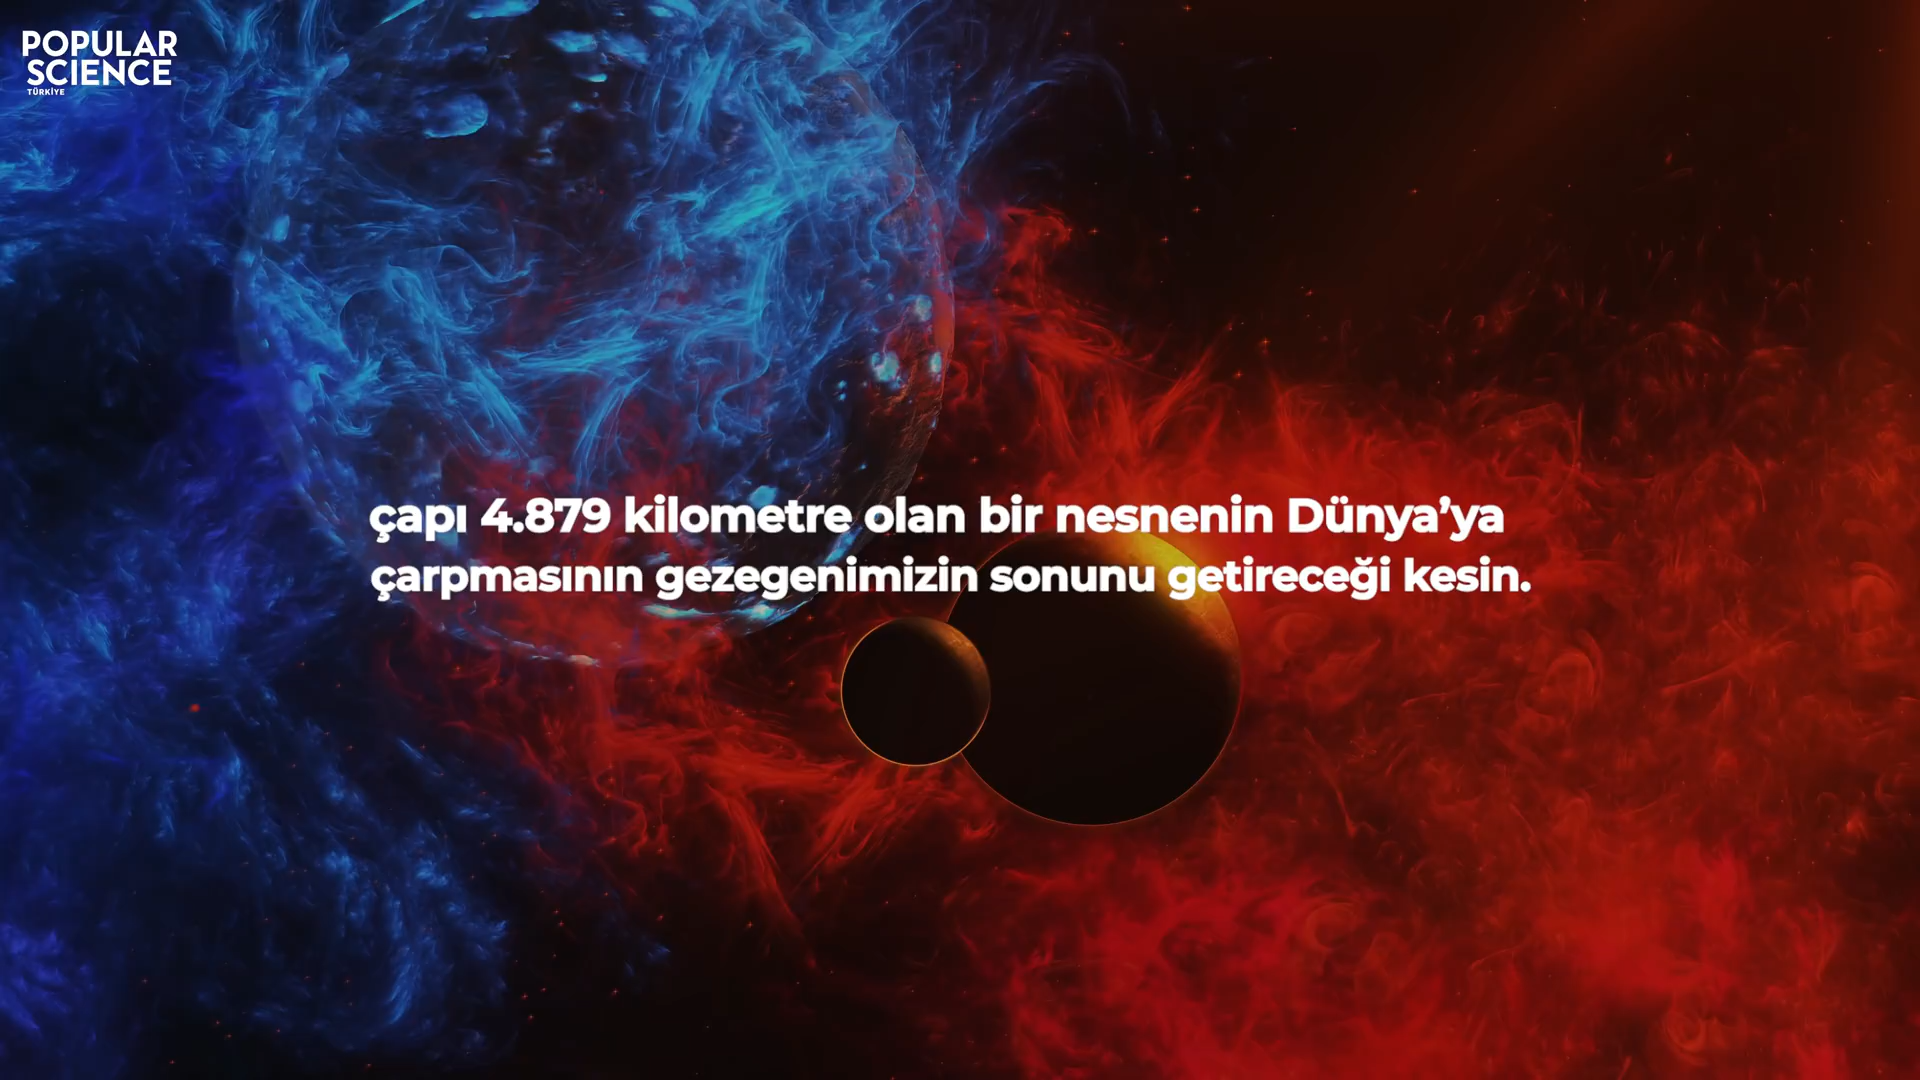 POPULAR
SCIENCE
TÜRKİYE
çapı 4.879 kilometre olan bir nesnenin Dünya’ya
çarpmasının gezegenimizin sonunu getireceği kesin.